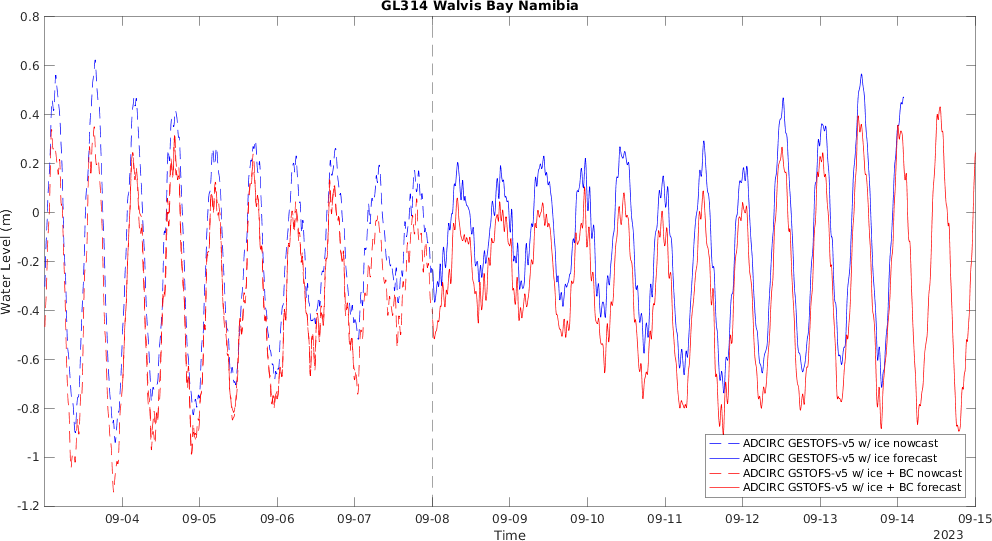 GL314 Walvis Bay Namibia
Water Level (m)
0.8
0.6
0.4
0.2
0
-0.2
-0.4
-0.6
-0.8
-1
-1.2
ADCIRC GESTOFS-v5 w/ ice nowcast
ADCIRC GESTOFS-v5 w/ ice forecast
ADCIRC GSTOFS-v5 w/ ice + BC nowcast
ADCIRC GSTOFS-v5 w/ ice + BC forecast
09-04 09-05 09-06 09-07 09-08 09-09 09-10 09-11 09-12 09-13 09-14 09-15
Time
2023